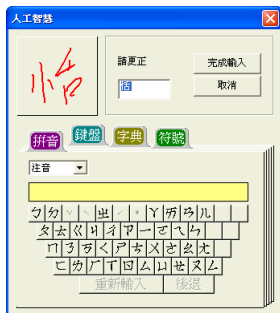 人工智慧
請更正
完成輸入
取消
拼音 鍵盤 字典 符號
注音
ㄅ ㄉ ˇ ˋ ㄓ ˊ ˙ ㄚ ㄞ ㄢ ㄦ
ㄆ ㄊ ㄍ ㄐ ㄔ ㄗ ㄧ ㄛ ㄟ ㄣ
ㄇ ㄋ ㄎ ㄑ ㄕ ㄘ ㄨ ㄜ ㄠ ㄤ
ㄈ ㄌ ㄏ ㄒ ㄖ ㄙ ㄩ ㄝ ㄡ ㄥ
重新輸入 後退